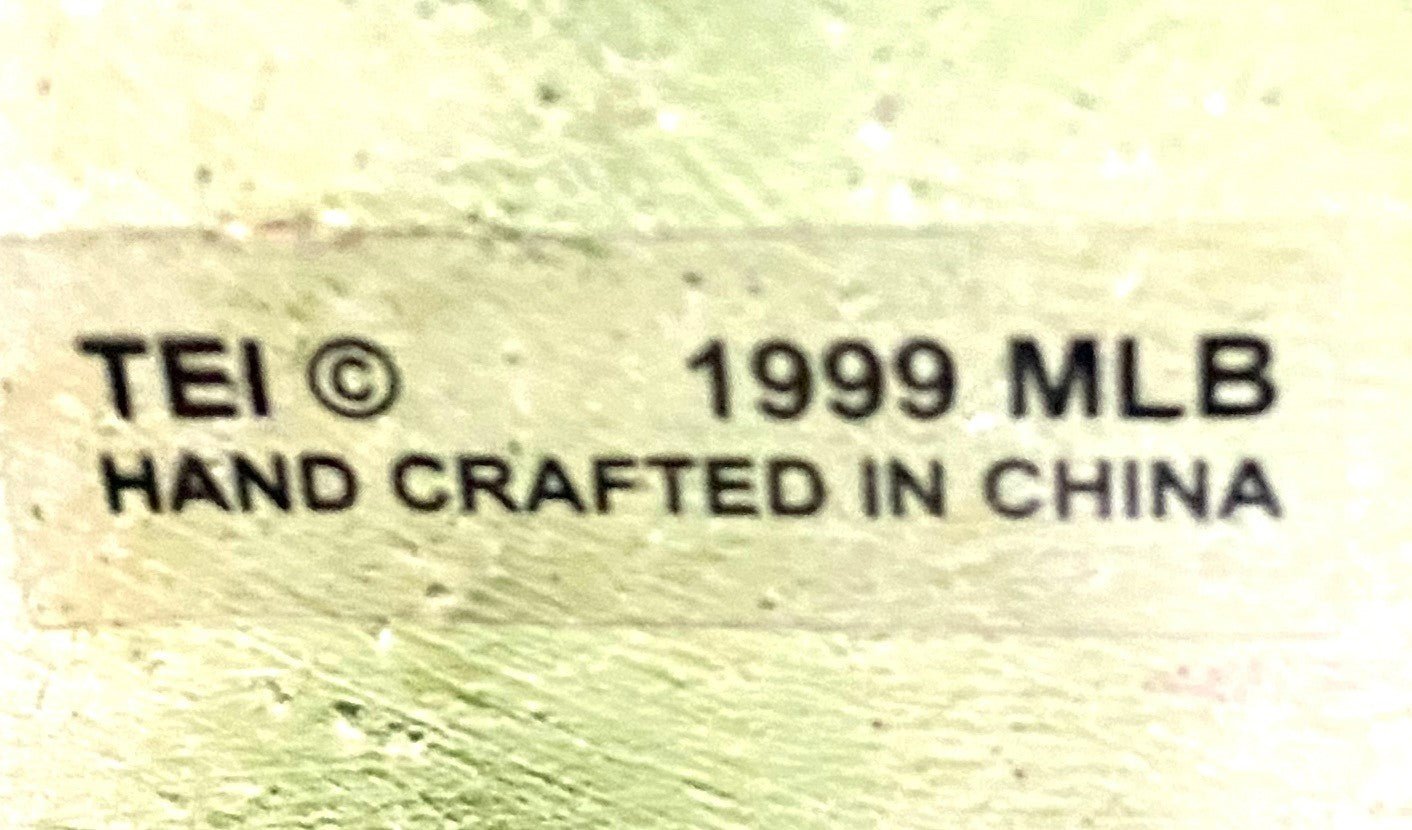 TEI © 1999 MLB
HAND CRAFTED IN CHINA